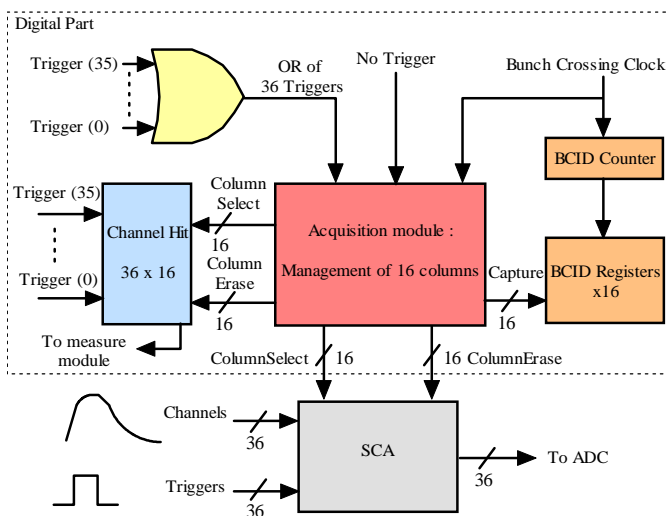 Digital Part
Trigger (35)
Trigger (0)
OR of
36 Triggers
No Trigger
Bunch Crossing Clock
BCID Counter
Trigger (35)
Trigger (0)
Channel Hit
36 x 16
Column
Select
16
Column
Erase
16
Acquisition module :
Management of 16 columns
Capture
16
BCID Registers
x16
To measure
module
ColumnSelect
16
16
ColumnErase
Channels
36
Triggers
36
SCA
36
To ADC